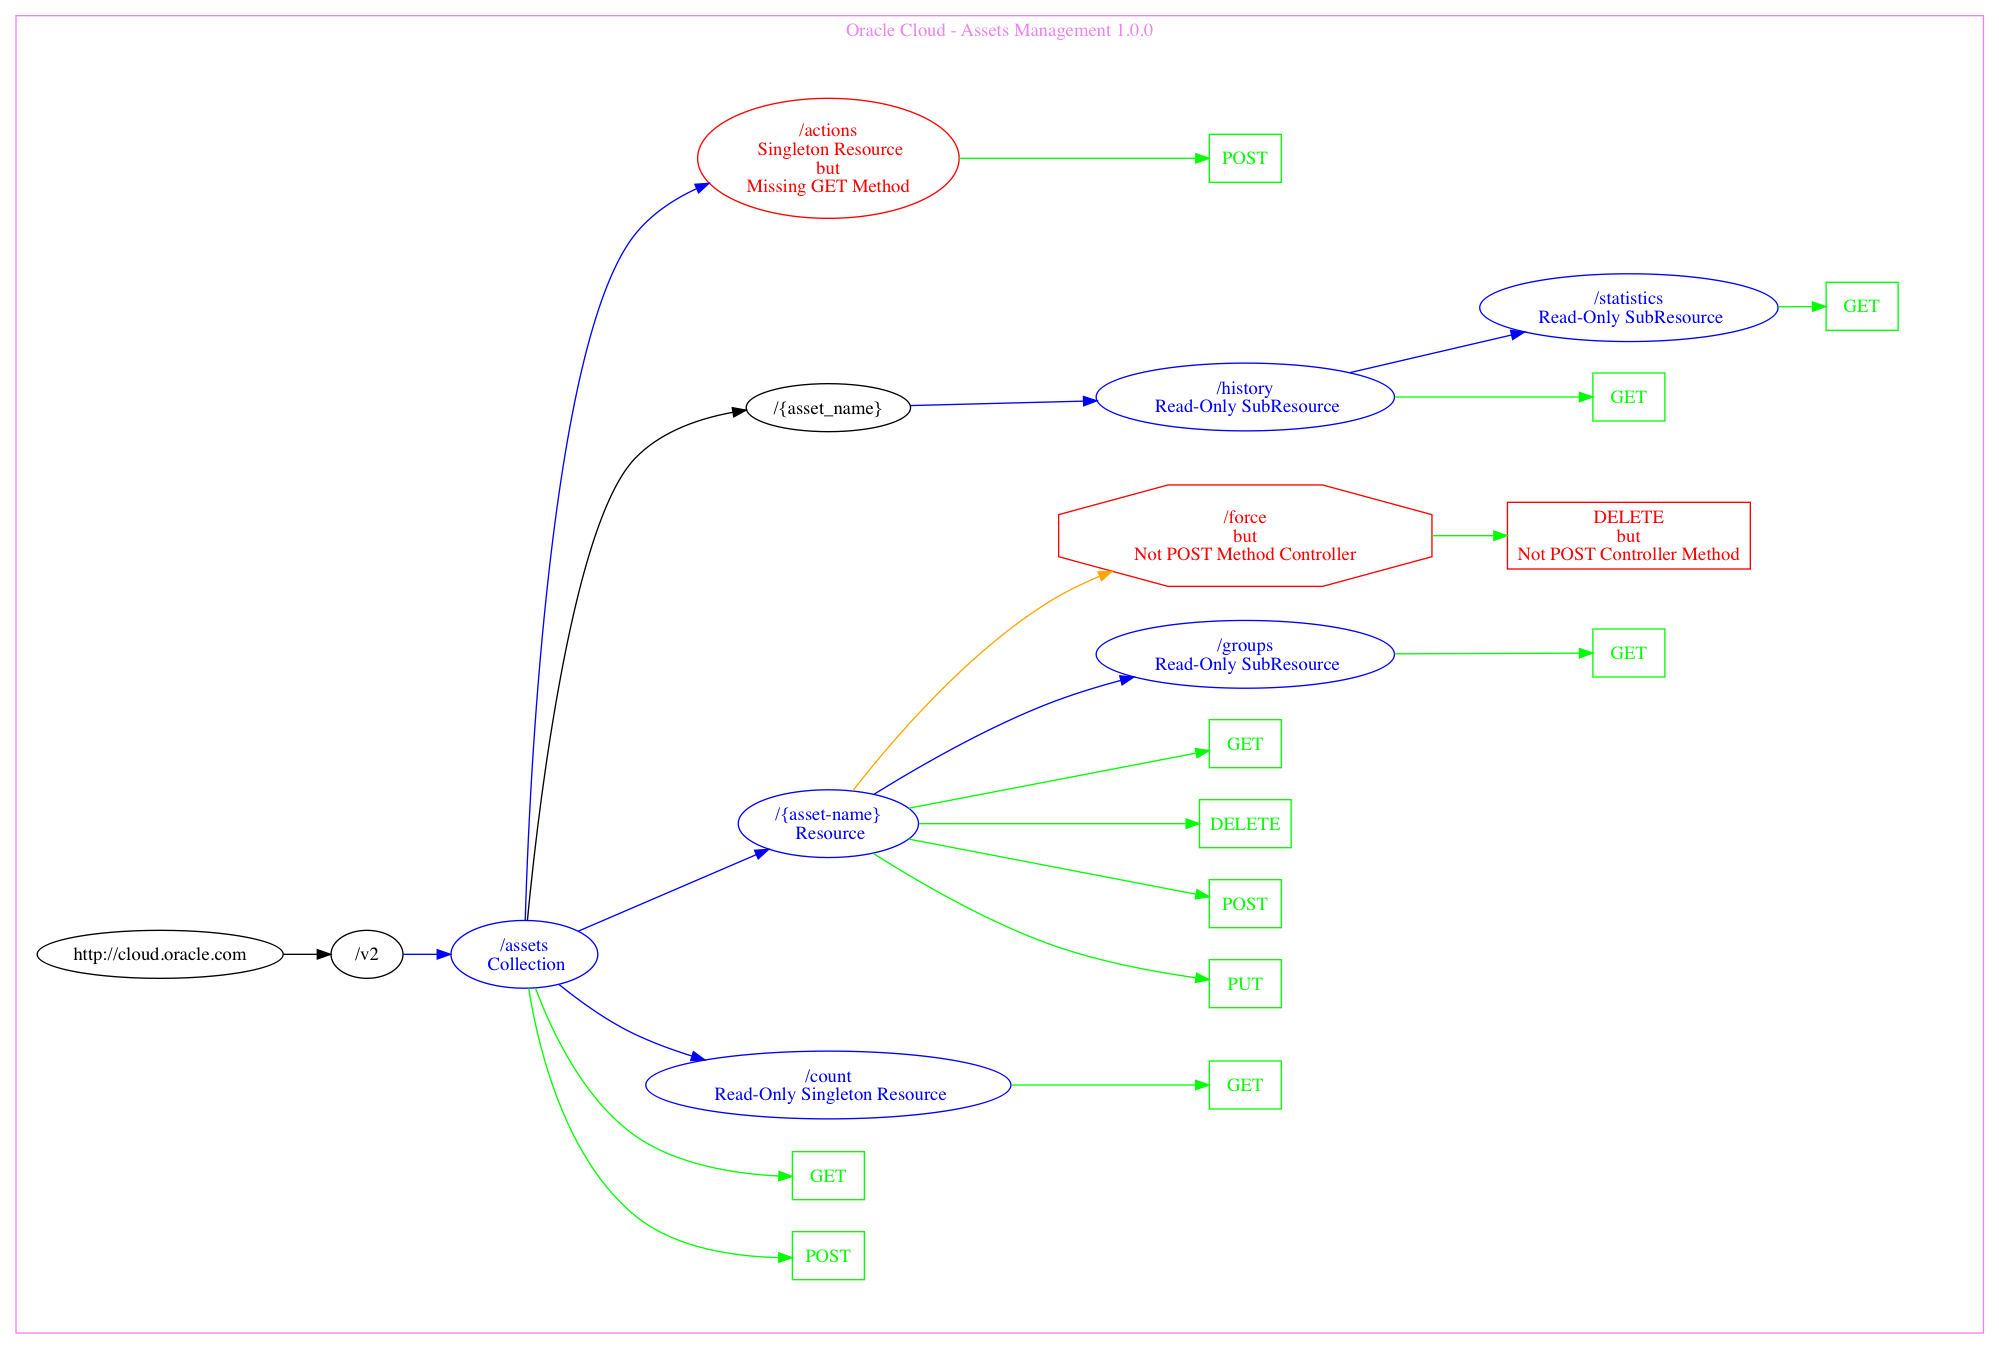 Oracle Cloud - Assets Management 1.0.0
/actions
Singleton Resource
but
Missing GET Method
POST
/statistics
Read-Only SubResource
GET
/history
Read-Only SubResource
GET
/{asset_name}
/force
but
Not POST Method Controller
DELETE
but
Not POST Controller Method
/groups
Read-Only SubResource
GET
GET
/{asset-name}
Resource
DELETE
POST
http://cloud.oracle.com
/v2
/assets
Collection
PUT
/count
Read-Only Singleton Resource
GET
GET
POST